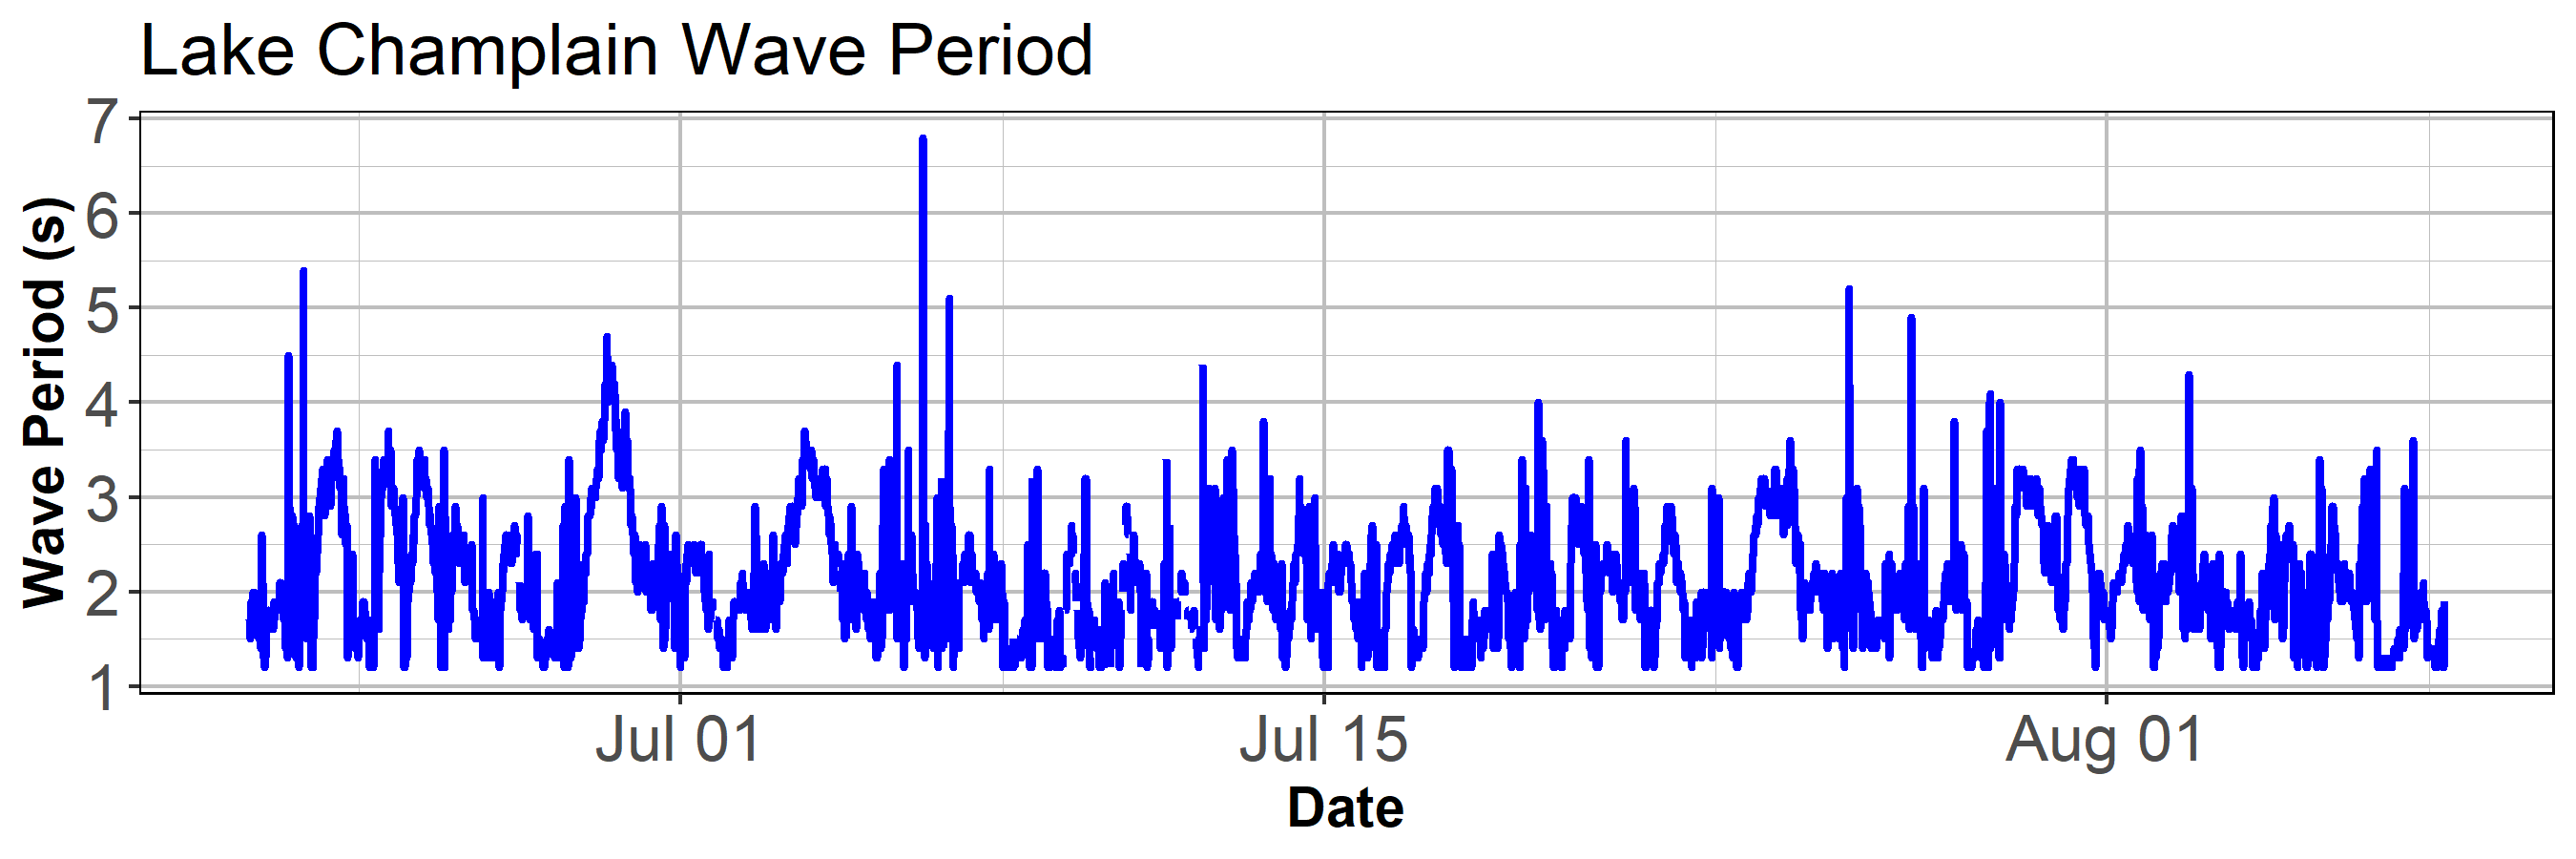 Lake Champlain Wave Period
Wave Period (s)
7
6
5
4
3
2
1
Jul 01
Jul 15
Aug 01
Date